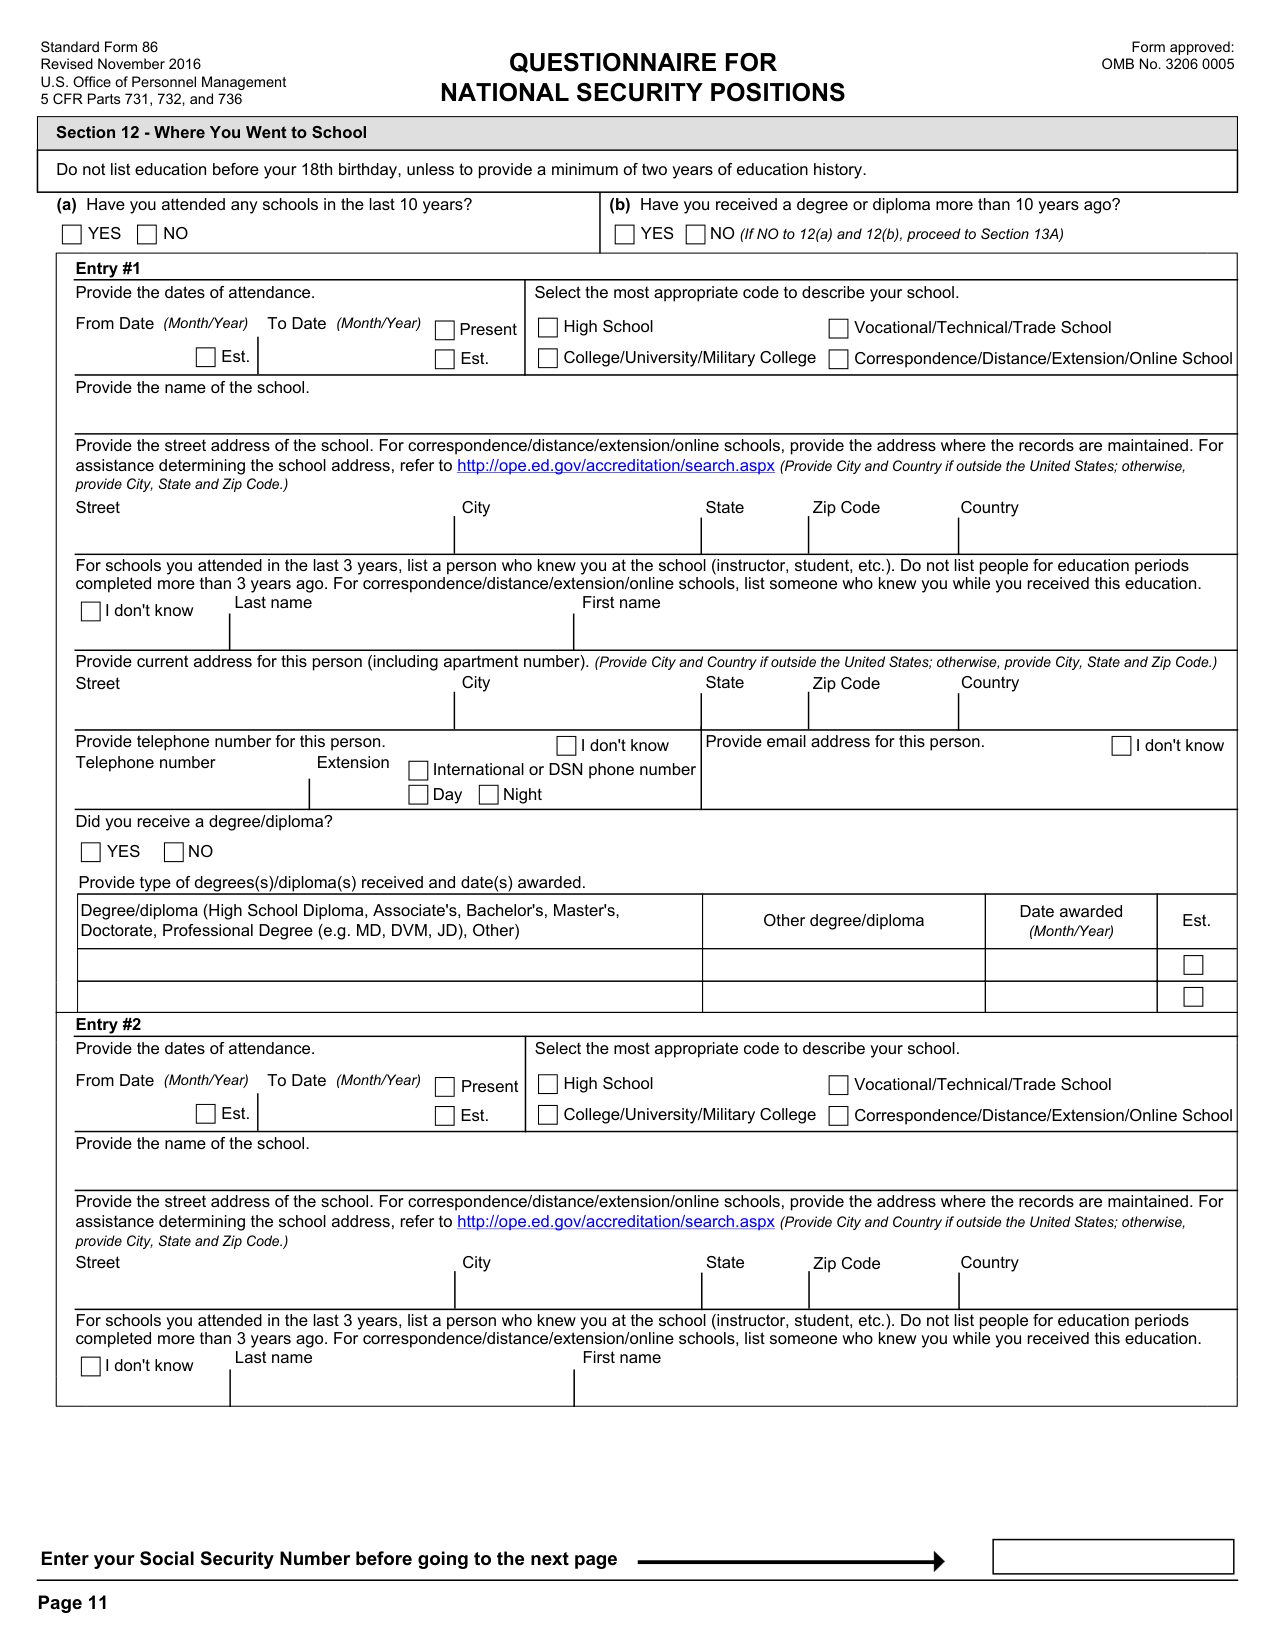 Standard Form 86
Revised November 2016
U.S. Office of Personnel Management
5 CFR Parts 731, 732, and 736
QUESTIONNAIRE FOR
NATIONAL SECURITY POSITIONS
Form approved:
OMB No. 3206 0005
Section 12 - Where You Went to School
Do not list education before your 18th birthday, unless to provide a minimum of two years of education history.
(a) Have you attended any schools in the last 10 years?
YES NO
(b) Have you received a degree or diploma more than 10 years ago?
YES NO (If NO to 12(a) and 12(b), proceed to Section 13A)
Entry #1
Provide the dates of attendance.
From Date (Month/Year) To Date (Month/Year) Present
Est. Est.
Select the most appropriate code to describe your school.
High School Vocational/Technical/Trade School
College/University/Military College Correspondence/Distance/Extension/Online School
Provide the name of the school.
Provide the street address of the school. For correspondence/distance/extension/online schools, provide the address where the records are maintained. For
assistance determining the school address, refer to http://ope.ed.gov/accreditation/search.aspx (Provide City and Country if outside the United States; otherwise,
provide City, State and Zip Code.)
Street City State Zip Code Country
For schools you attended in the last 3 years, list a person who knew you at the school (instructor, student, etc.). Do not list people for education periods
completed more than 3 years ago. For correspondence/distance/extension/online schools, list someone who knew you while you received this education.
I don't know Last name First name
Provide current address for this person (including apartment number). (Provide City and Country if outside the United States; otherwise, provide City, State and Zip Code.)
Street City State Zip Code Country
Provide telephone number for this person. I don't know
Telephone number Extension International or DSN phone number
Day Night
Provide email address for this person. I don't know
Did you receive a degree/diploma?
YES NO
Provide type of degrees(s)/diploma(s) received and date(s) awarded.
Degree/diploma (High School Diploma, Associate's, Bachelor's, Master's,
Doctorate, Professional Degree (e.g. MD, DVM, JD), Other)
Other degree/diploma
Date awarded
(Month/Year)
Est.
Entry #2
Provide the dates of attendance.
From Date (Month/Year) To Date (Month/Year) Present
Est. Est.
Select the most appropriate code to describe your school.
High School Vocational/Technical/Trade School
College/University/Military College Correspondence/Distance/Extension/Online School
Provide the name of the school.
Provide the street address of the school. For correspondence/distance/extension/online schools, provide the address where the records are maintained. For
assistance determining the school address, refer to http://ope.ed.gov/accreditation/search.aspx (Provide City and Country if outside the United States; otherwise,
provide City, State and Zip Code.)
Street City State Zip Code Country
For schools you attended in the last 3 years, list a person who knew you at the school (instructor, student, etc.). Do not list people for education periods
completed more than 3 years ago. For correspondence/distance/extension/online schools, list someone who knew you while you received this education.
I don't know Last name First name
Enter your Social Security Number before going to the next page
Page 11